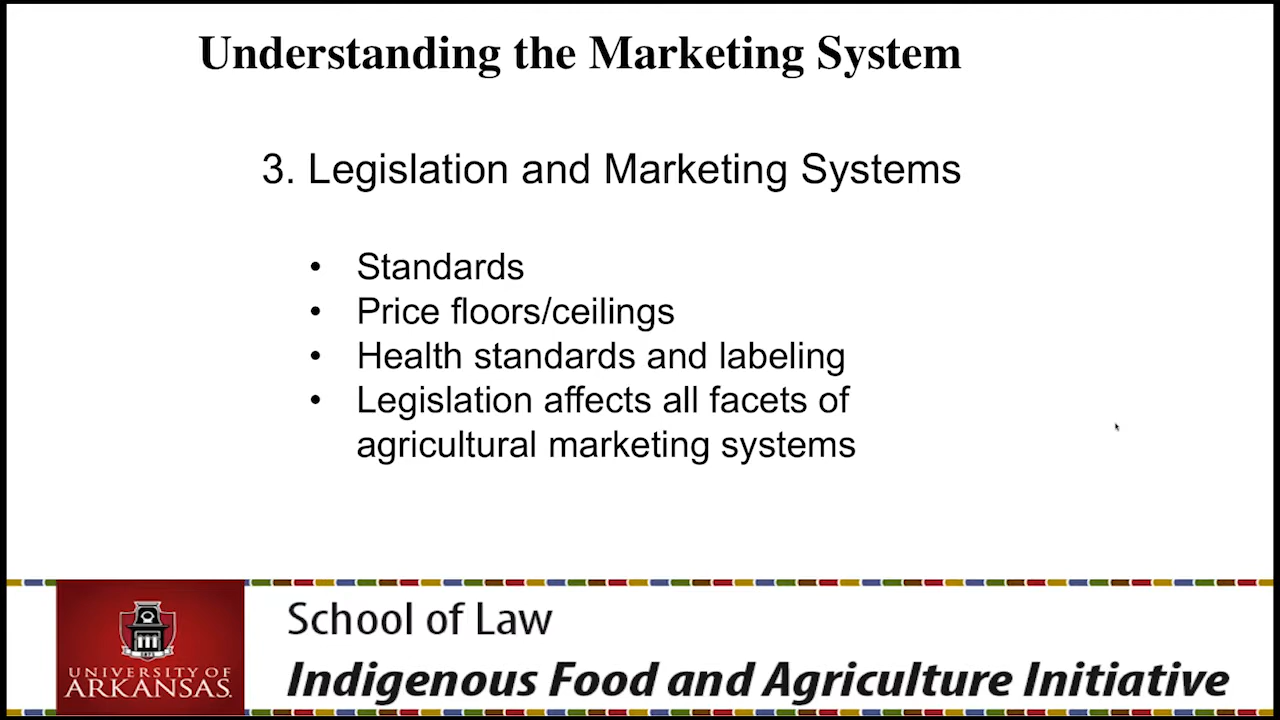 Understanding the Marketing System
3. Legislation and Marketing Systems
• Standards
• Price floors/ceilings
• Health standards and labeling
• Legislation affects all facets of
agricultural marketing systems
UNIVERSITY OF
ARKANSAS.
School of Law
Indigenous Food and Agriculture Initiative